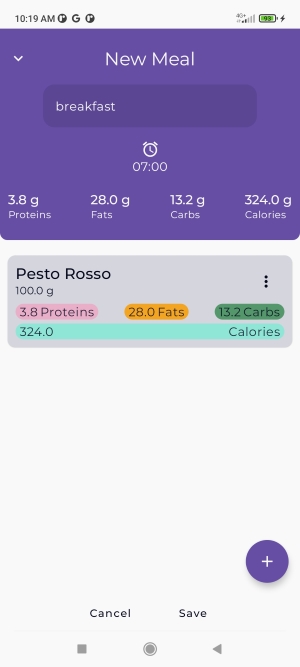 10:19 AM
4G+ 93
New Meal
breakfast
07:00
3.8 g 28.0 g 13.2 g 324.0 g
Proteins Fats Carbs Calories
Pesto Rosso
100.0 g
3.8 Proteins 28.0 Fats 13.2 Carbs
324.0 Calories
+
Cancel Save